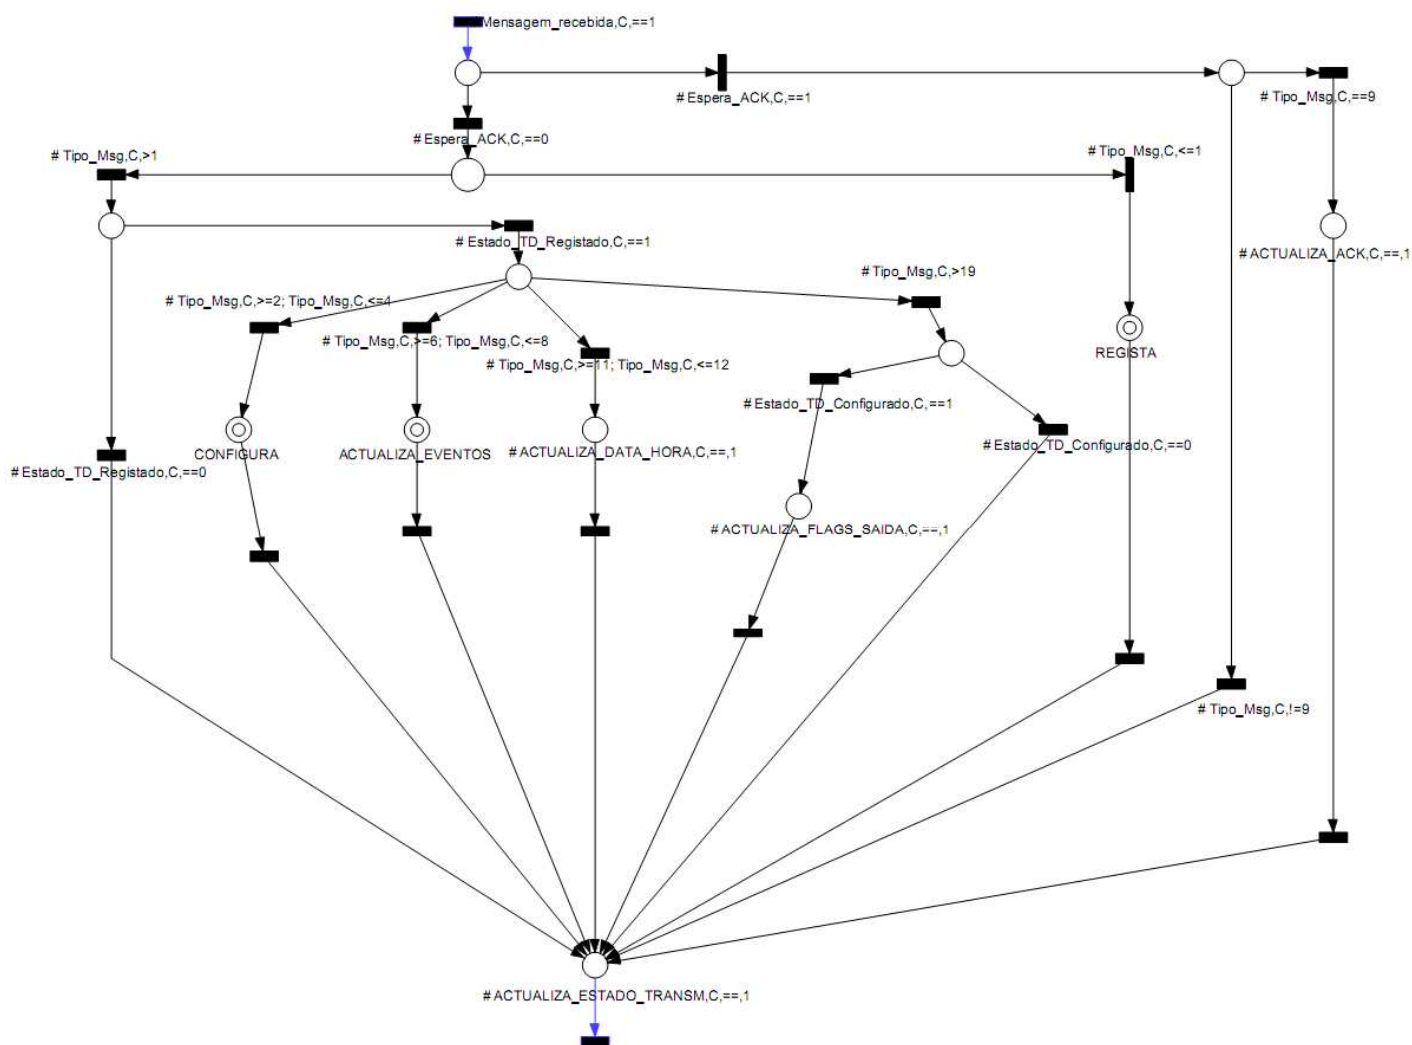 Mensagem_recebida,C,==1
# Espera_ACK,C,==1
# Tipo_Msg,C,==9
# Espera_ACK,C,==0
# Tipo_Msg,C,>1
# Tipo_Msg,C,<=1
# Estado_TD_Registado,C,==1
# ACTUALIZA_ACK,C,==,1
# Tipo_Msg,C,>19
# Tipo_Msg,C,>=2; Tipo_Msg,C,<=4
# Tipo_Msg,C,>=6; Tipo_Msg,C,<=8
REGISTA
# Tipo_Msg,C,>=11; Tipo_Msg,C,<=12
# Estado_TD_Configurado,C,==1
# Estado_TD_Configurado,C,==0
CONFIGURA
ACTUALIZA_EVENTOS
# ACTUALIZA_DATA_HORA,C,==,1
# Estado_TD_Registado,C,==0
# ACTUALIZA_FLAGS_SAIDA,C,==,1
# Tipo_Msg,C,!=9
# ACTUALIZA_ESTADO_TRANSM,C,==,1